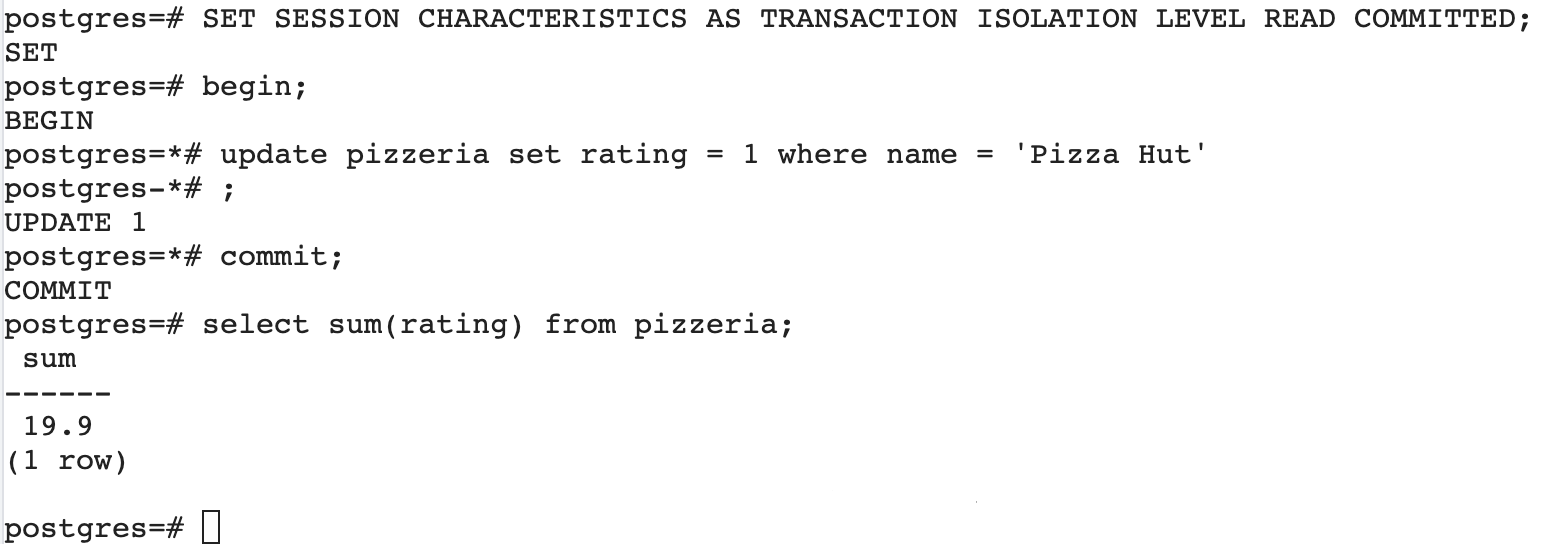 postgres=# SET SESSION CHARACTERISTICS AS TRANSACTION ISOLATION LEVEL READ COMMITTED;
SET
postgres=# begin;
BEGIN
postgres=*# update pizzeria set rating = 1 where name = 'Pizza Hut'
postgres-*# ;
UPDATE 1
postgres=*# commit;
COMMIT
postgres=# select sum(rating) from pizzeria;
 sum
------
 19.9
(1 row)
postgres=#